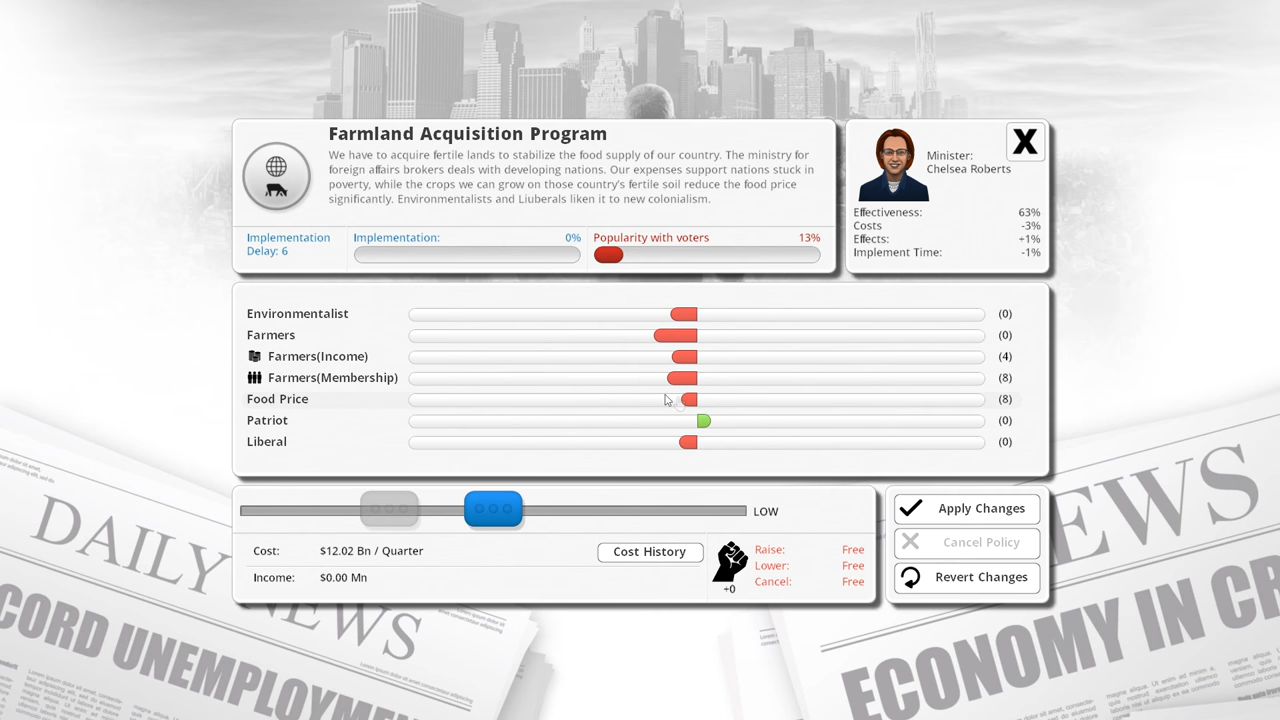 Farmland Acquisition Program
We have to acquire fertile lands to stabilize the food supply of our country. The ministry for
foreign affairs brokers deals with developing nations. Our expenses support nations stuck in
poverty, while the crops we can grow on those country's fertile soil reduce the food price
significantly. Environmentalists and Liuberals liken it to new colonialism.
Implementation
Delay: 6
Implementation: 0%
Popularity with voters 13%
X
Minister:
Chelsea Roberts
Effectiveness: 63%
Costs -3%
Effects: +1%
Implement Time: -1%
Environmentalist (0)
Farmers (0)
Farmers(Income) (4)
Farmers(Membership) (8)
Food Price (8)
Patriot (0)
Liberal (0)
LOW
Cost: $12.02 Bn / Quarter
Income: $0.00 Mn
Cost History
+0
Raise: Free
Lower: Free
Cancel: Free
Apply Changes
Cancel Policy
Revert Changes
DAILY NEWS
CORD UNEMPLOYMEN
EWS
ECONOMY IN CR